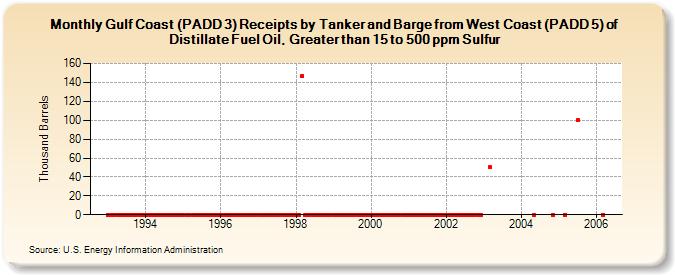 Monthly Gulf Coast (PADD 3) Receipts by Tanker and Barge from West Coast (PADD 5) of
Distillate Fuel Oil, Greater than 15 to 500 ppm Sulfur
Thousand Barrels
160
140
120
100
80
60
40
20
0
1994 1996 1998 2000 2002 2004 2006
Source: U.S. Energy Information Administration